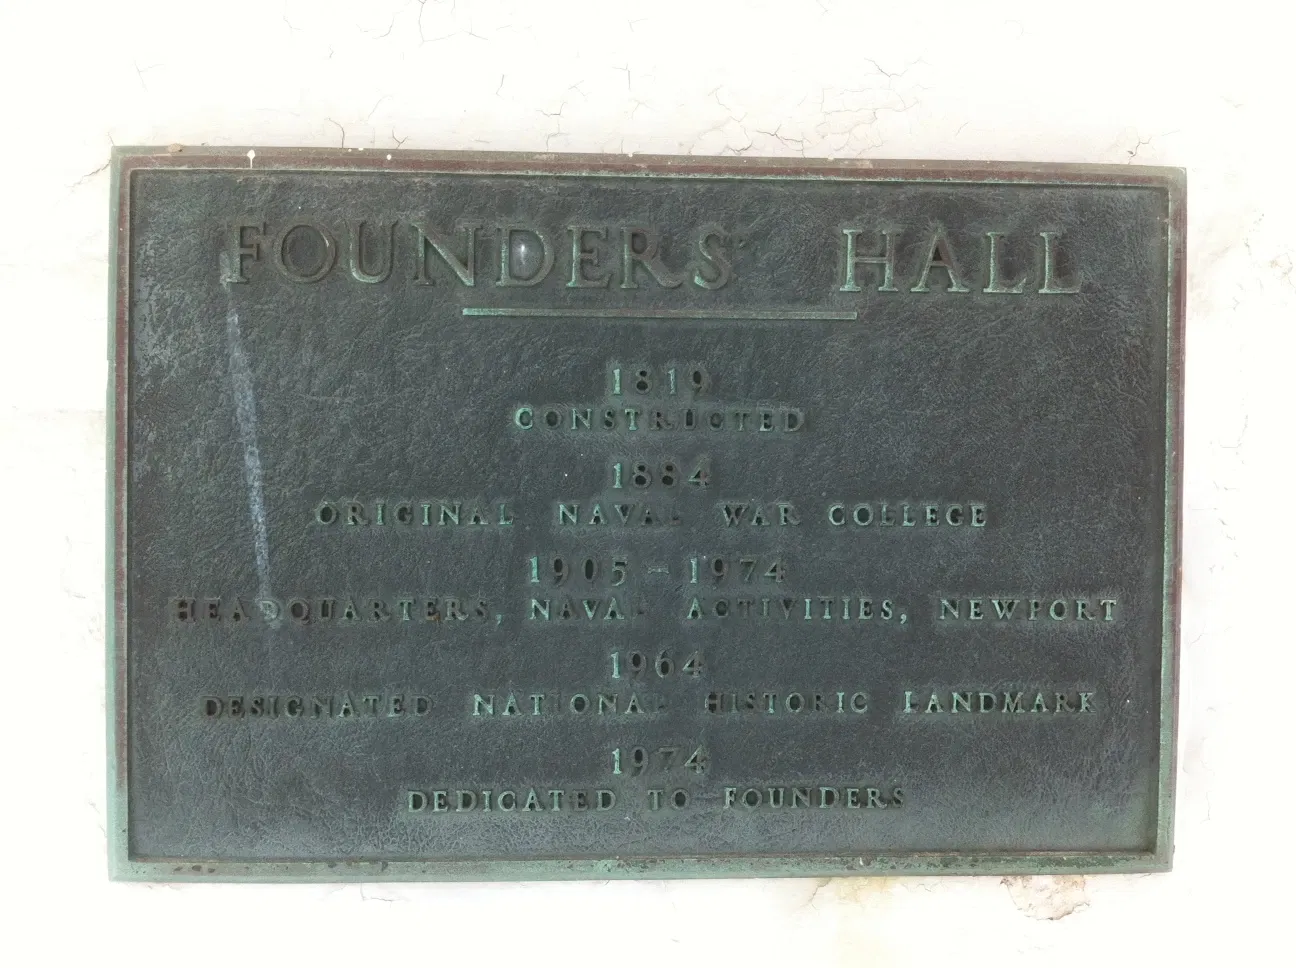 FOUNDERS' HALL
1819
CONSTRUCTED
1884
ORIGINAL NAVAL WAR COLLEGE
1905 - 1974
HEADQUARTERS, NAVAL ACTIVITIES, NEWPORT
1964
DESIGNATED NATIONAL HISTORIC LANDMARK
1974
DEDICATED TO FOUNDERS